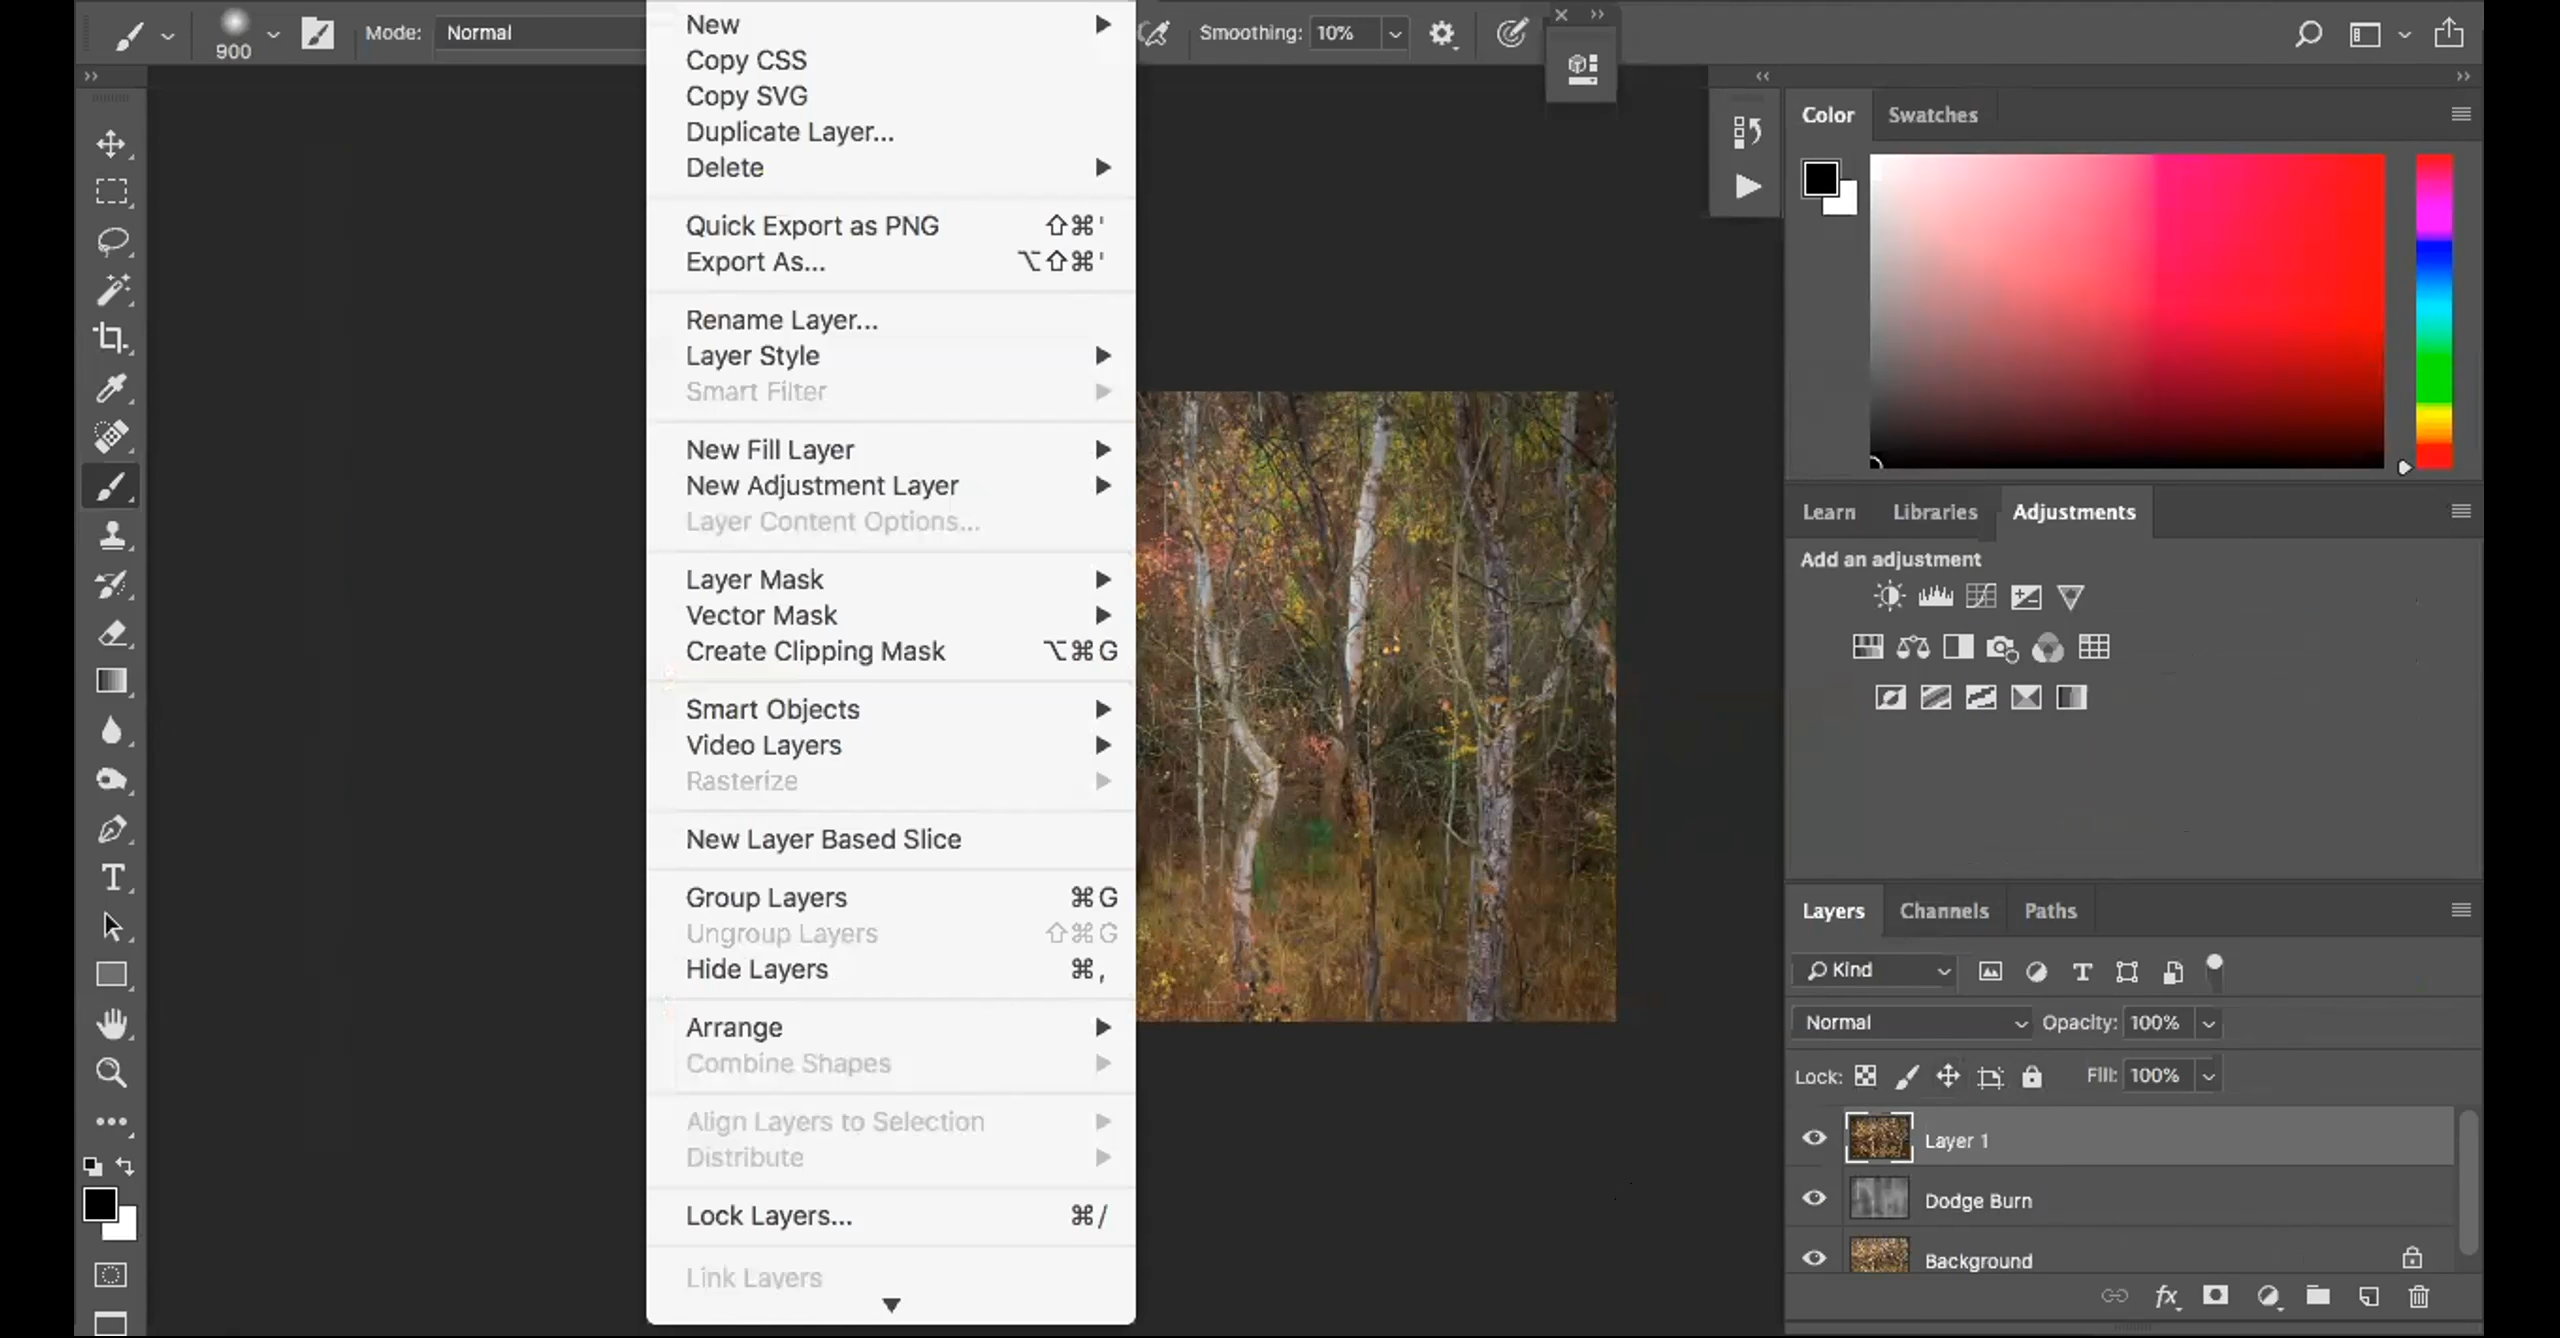 900
Mode: Normal
Smoothing: 10%
New
Copy CSS
Copy SVG
Duplicate Layer...
Delete
Quick Export as PNG ⇧⌘'
Export As... ⌥⇧⌘'
Rename Layer...
Layer Style
Smart Filter
New Fill Layer
New Adjustment Layer
Layer Content Options...
Layer Mask
Vector Mask
Create Clipping Mask ⌥⌘G
Smart Objects
Video Layers
Rasterize
New Layer Based Slice
Group Layers ⌘G
Ungroup Layers ⇧⌘G
Hide Layers ⌘,
Arrange
Combine Shapes
Align Layers to Selection
Distribute
Lock Layers... ⌘/
Link Layers
Color Swatches
Learn Libraries Adjustments
Add an adjustment
Layers Channels Paths
Kind
Normal Opacity: 100%
Lock: Fill: 100%
Layer 1
Dodge Burn
Background